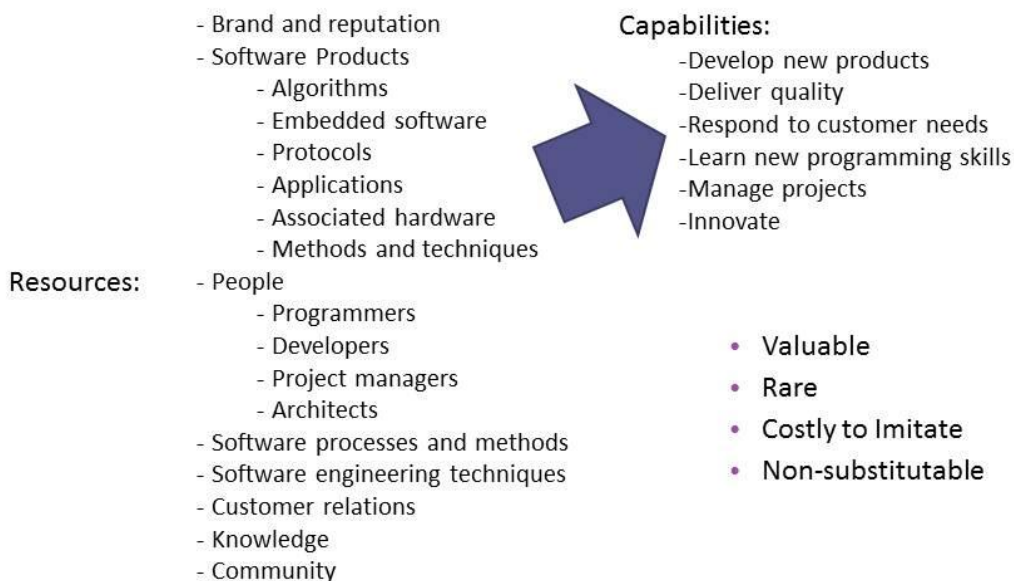 - Brand and reputation
- Software Products
- Algorithms
- Embedded software
- Protocols
- Applications
- Associated hardware
- Methods and techniques
Resources:
- People
- Programmers
- Developers
- Project managers
- Architects
- Software processes and methods
- Software engineering techniques
- Customer relations
- Knowledge
- Community
Capabilities:
-Develop new products
-Deliver quality
-Respond to customer needs
-Learn new programming skills
-Manage projects
-Innovate
• Valuable
• Rare
• Costly to Imitate
• Non-substitutable